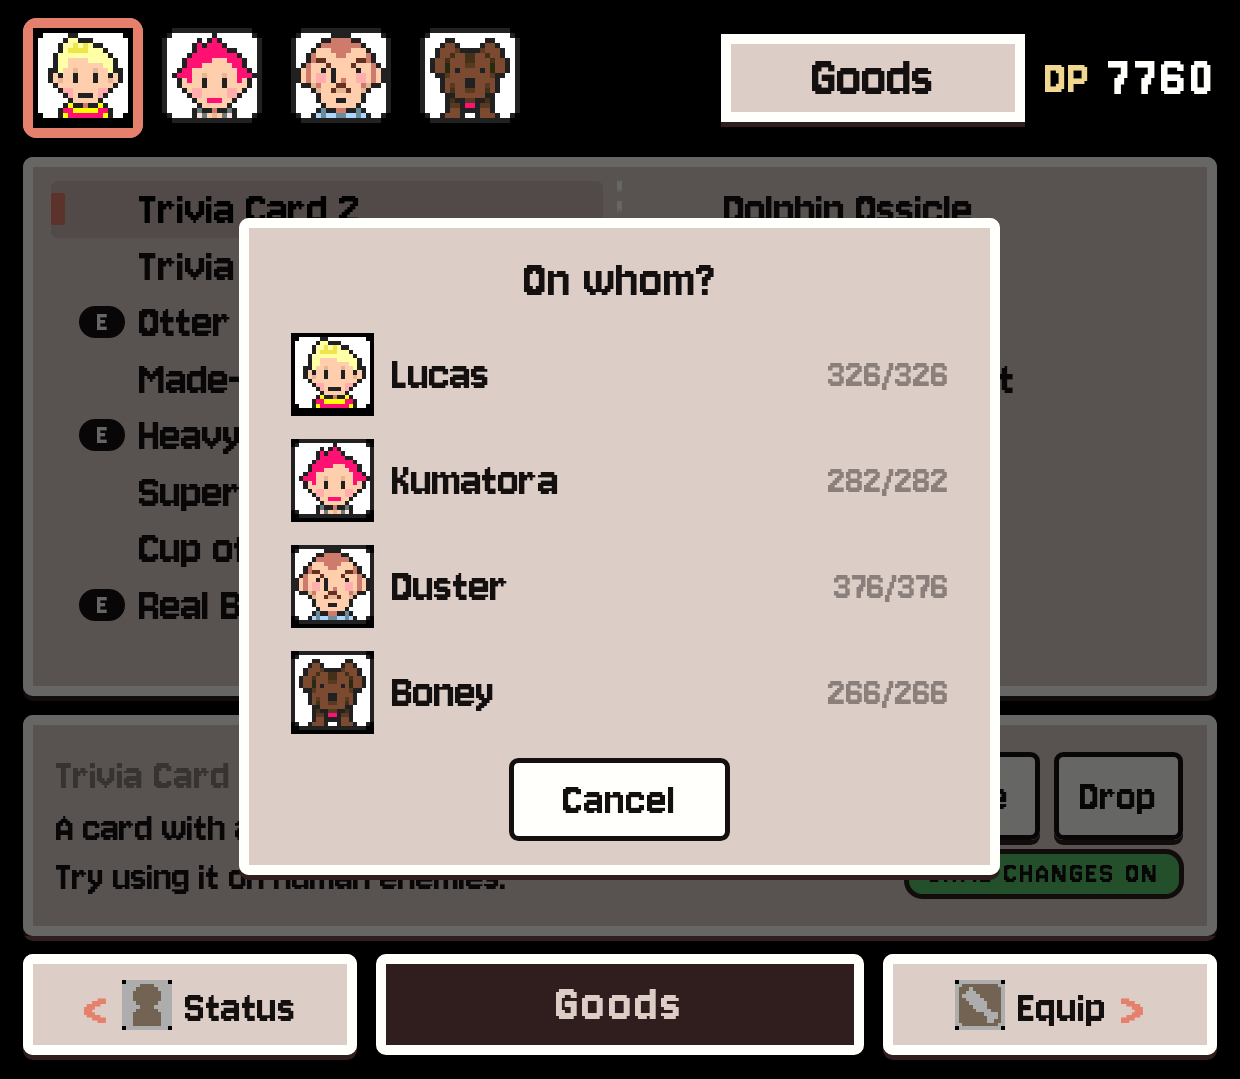 Goods
DP 7760
Trivia Card 2
Dolphin Ossicle
Trivia
E Otter
Made-
E Heavy
Super
Cup of
E Real B
On whom?
Lucas 326/326
Kumatora 282/282
Duster 376/376
Boney 266/266
Cancel
Trivia Card
A card with
Try using it on human enemies.
Drop
CHANGES ON
< Status
Goods
Equip >